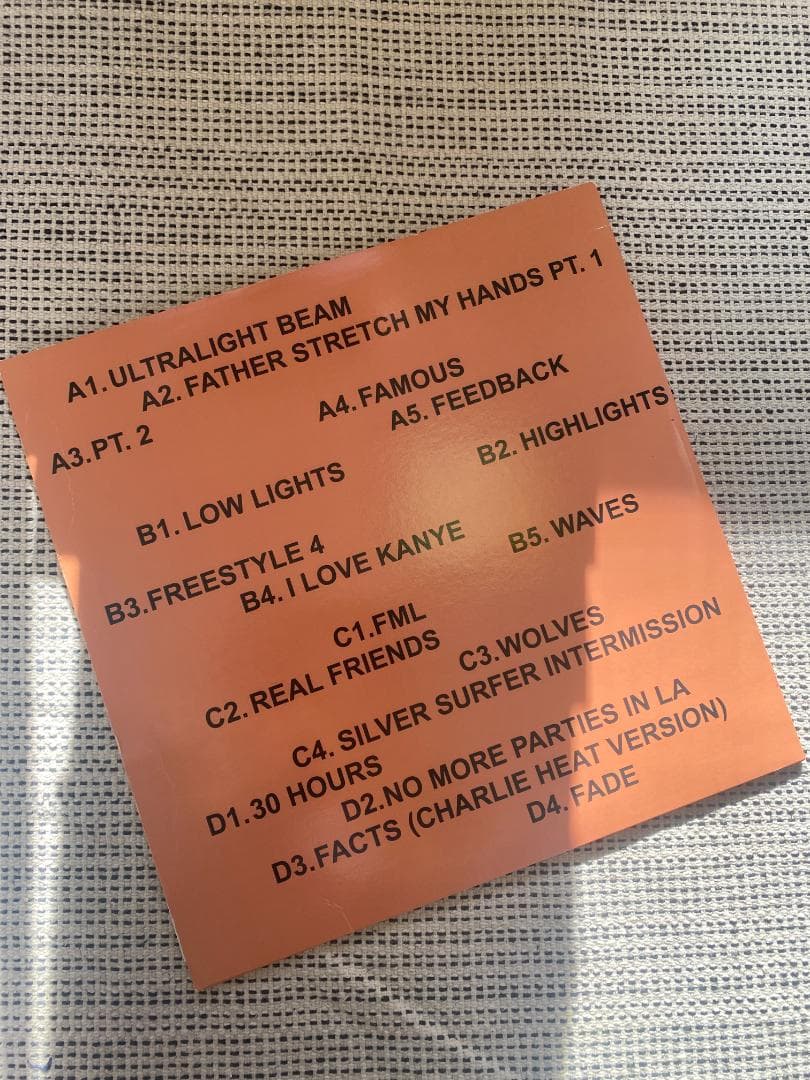 A1.ULTRALIGHT BEAM
A2.FATHER STRETCH MY HANDS PT. 1
A3.PT. 2
A4.FAMOUS
A5. FEEDBACK
B1. LOW LIGHTS
B2. HIGHLIGHTS
B3.FREESTYLE 4
B4. I LOVE KANYE
B5. WAVES
C1.FML
C2.REAL FRIENDS
C3.WOLVES
C4. SILVER SURFER INTERMISSION
D1.30 HOURS
D2.NO MORE PARTIES IN LA
D3.FACTS (CHARLIE HEAT VERSION)
D4.FADE